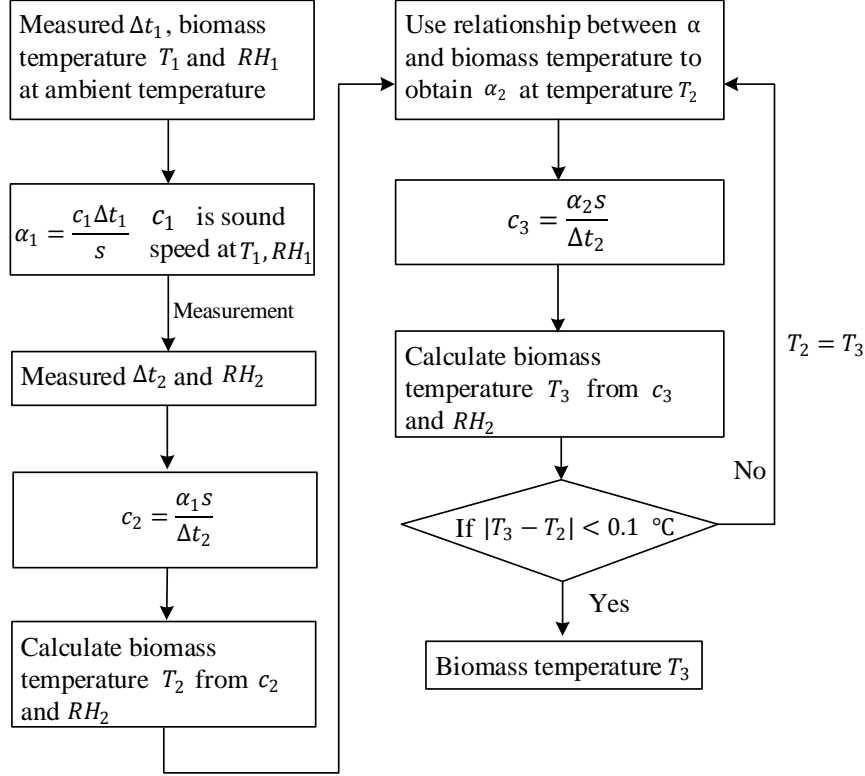 Measured Δt₁, biomass
temperature T₁ and RH₁
at ambient temperature
α₁ = c₁Δt₁/s c₁ is sound
speed at T₁, RH₁
Measurement
Measured Δt₂ and RH₂
c₂ = α₁s/Δt₂
Calculate biomass
temperature T₂ from c₂
and RH₂
Use relationship between α
and biomass temperature to
obtain α₂ at temperature T₂
c₃ = α₂s/Δt₂
Calculate biomass
temperature T₃ from c₃
and RH₂
T₂ = T₃
No
If |T₃ − T₂| < 0.1 ℃
Yes
Biomass temperature T₃